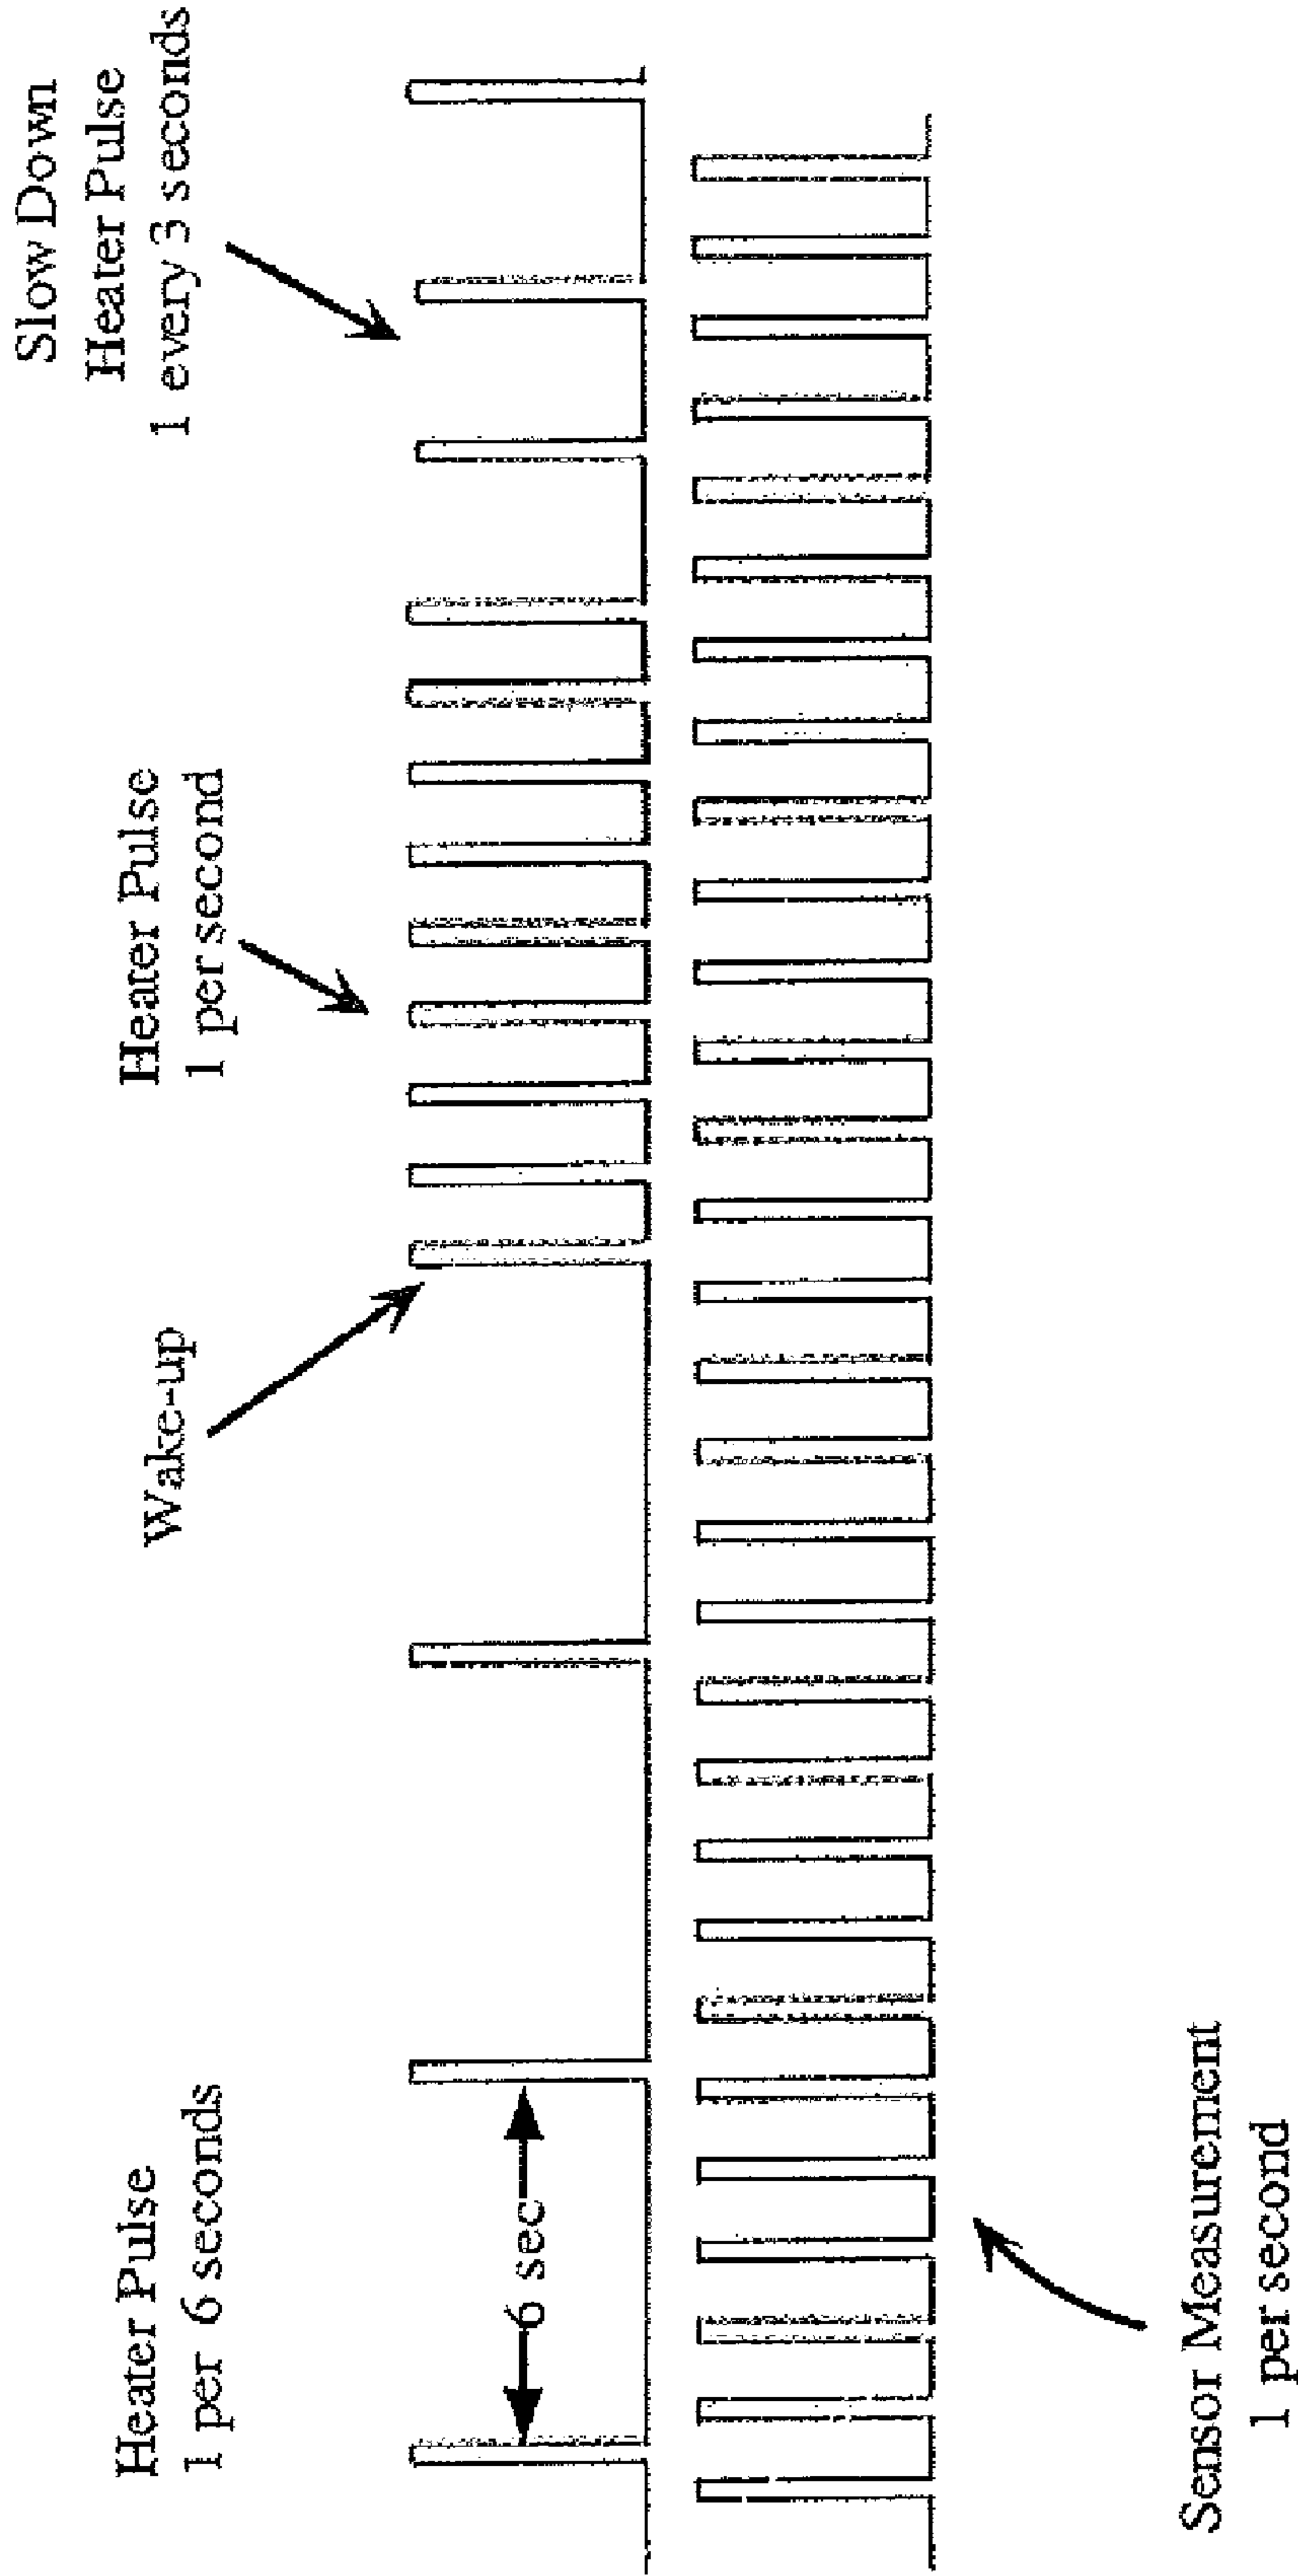 Heater Pulse
1 per 6 seconds
6 sec
Wake-up
Heater Pulse
1 per second
Slow Down
Heater Pulse
1 every 3 seconds
Sensor Measurement
1 per second